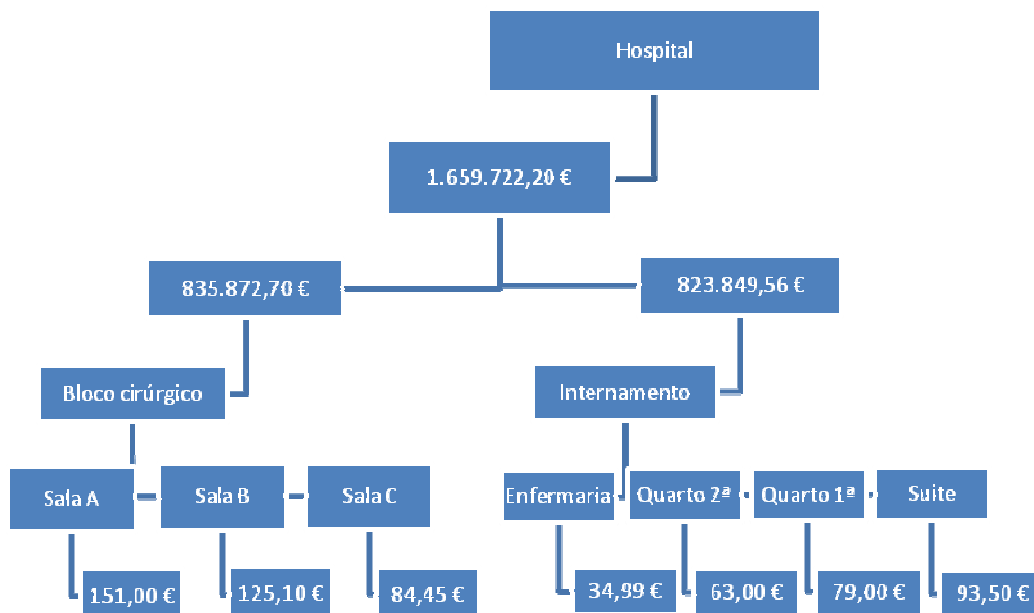 Hospital
1.659.722,20 €
835.872,70 €
823.849,56 €
Bloco cirúrgico
Internamento
Sala A
Sala B
Sala C
Enfermaria
Quarto 2ª
Quarto 1ª
Suite
151,00 €
125,10 €
84,45 €
34,99 €
63,00 €
79,00 €
93,50 €